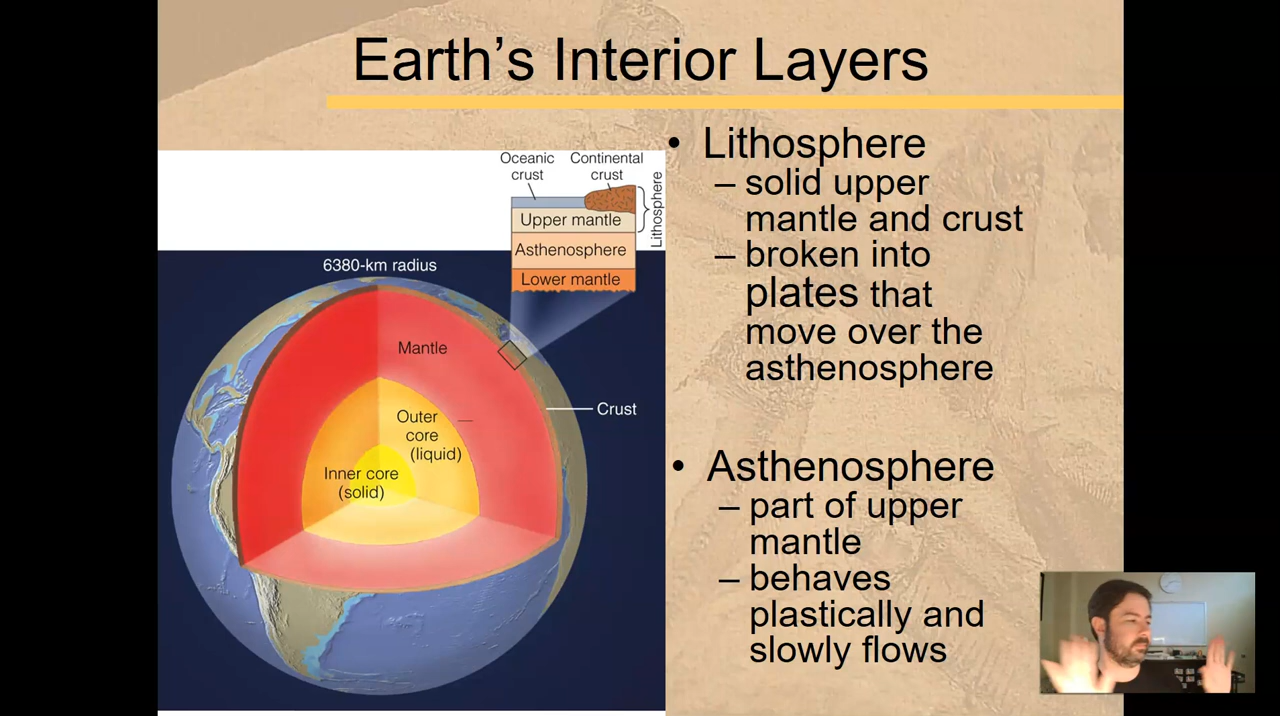 Earth's Interior Layers
Oceanic
crust
Continental
crust
Lithosphere
Upper mantle
Asthenosphere
Lower mantle
6380-km radius
Mantle
Crust
Outer
core
(liquid)
Inner core
(solid)
• Lithosphere
– solid upper
mantle and crust
– broken into
plates that
move over the
asthenosphere
• Asthenosphere
– part of upper
mantle
– behaves
plastically and
slowly flows